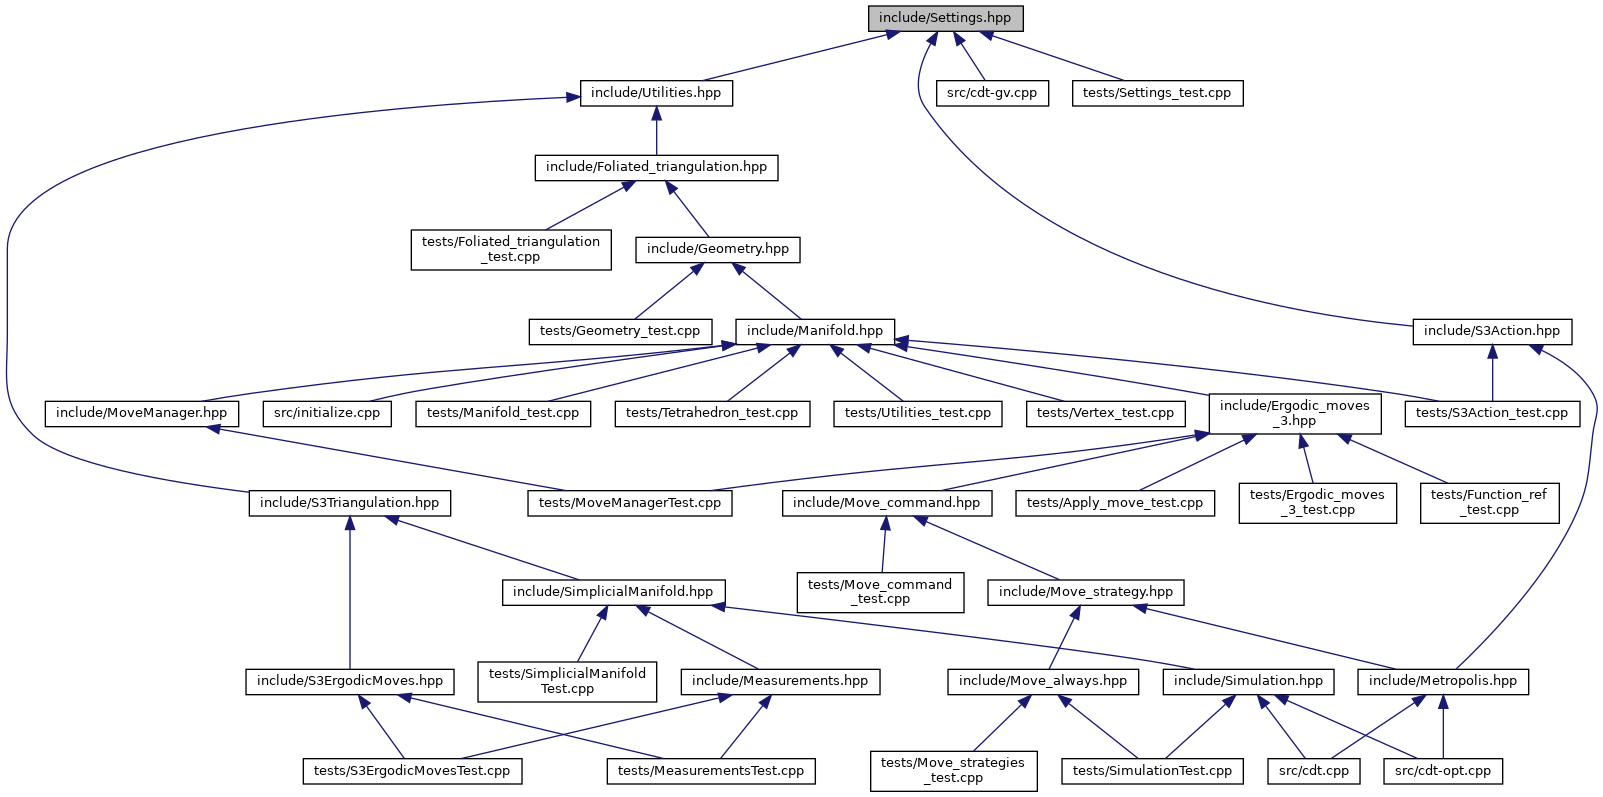 include/Settings.hpp
include/Utilities.hpp
src/cdt-gv.cpp
tests/Settings_test.cpp
include/Foliated_triangulation.hpp
tests/Foliated_triangulation
_test.cpp
include/Geometry.hpp
tests/Geometry_test.cpp
include/Manifold.hpp
include/S3Action.hpp
include/MoveManager.hpp
src/initialize.cpp
tests/Manifold_test.cpp
tests/Tetrahedron_test.cpp
tests/Utilities_test.cpp
tests/Vertex_test.cpp
include/Ergodic_moves
_3.hpp
tests/S3Action_test.cpp
include/S3Triangulation.hpp
tests/MoveManagerTest.cpp
include/Move_command.hpp
tests/Apply_move_test.cpp
tests/Ergodic_moves
_3_test.cpp
tests/Function_ref
_test.cpp
include/SimplicialManifold.hpp
tests/Move_command
_test.cpp
include/Move_strategy.hpp
include/S3ErgodicMoves.hpp
tests/SimplicialManifold
Test.cpp
include/Measurements.hpp
include/Move_always.hpp
include/Simulation.hpp
include/Metropolis.hpp
tests/S3ErgodicMovesTest.cpp
tests/MeasurementsTest.cpp
tests/Move_strategies
_test.cpp
tests/SimulationTest.cpp
src/cdt.cpp
src/cdt-opt.cpp